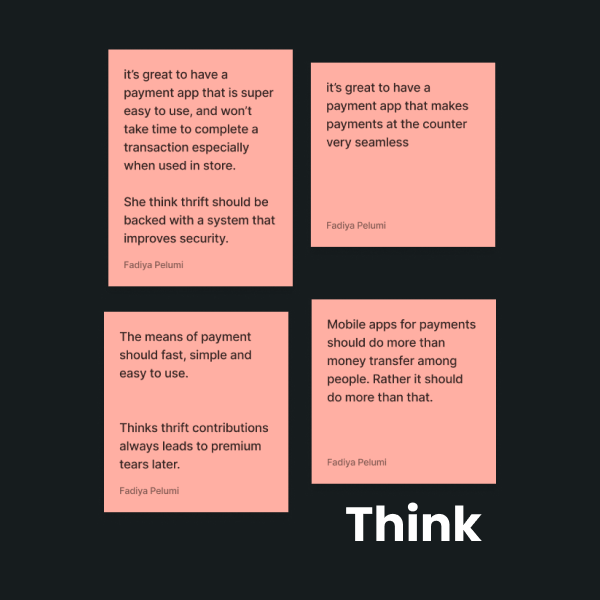 it's great to have a
payment app that is super
easy to use, and won't
take time to complete a
transaction especially
when used in store.
She think thrift should be
backed with a system that
improves security.
Fadiya Pelumi
it's great to have a
payment app that makes
payments at the counter
very seamless
Fadiya Pelumi
The means of payment
should fast, simple and
easy to use.
Thinks thrift contributions
always leads to premium
tears later.
Fadiya Pelumi
Mobile apps for payments
should do more than
money transfer among
people. Rather it should
do more than that.
Fadiya Pelumi
Think